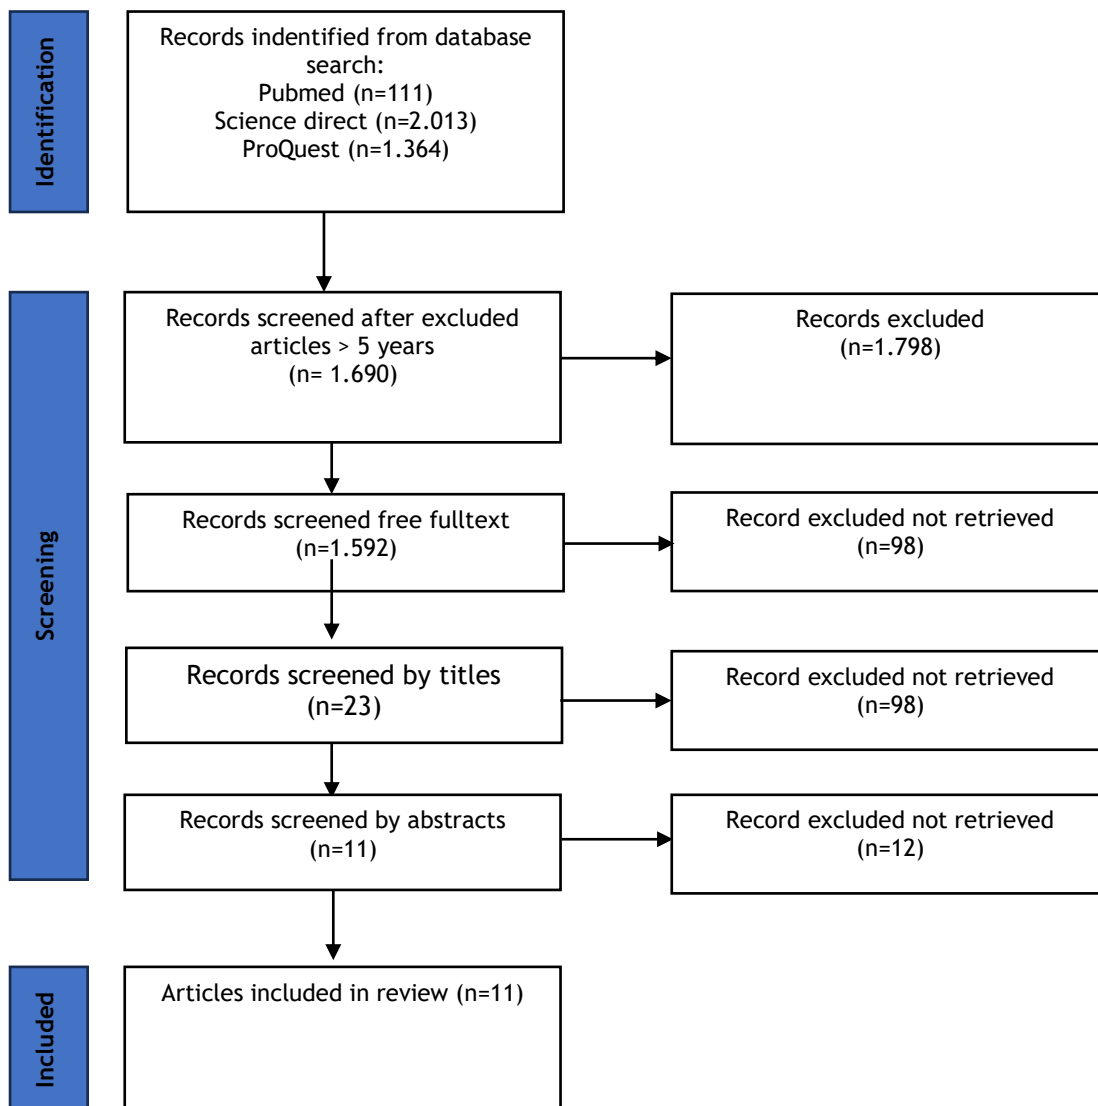 Identification
Records indentified from database
search:
Pubmed (n=111)
Science direct (n=2.013)
ProQuest (n=1.364)
Screening
Records screened after excluded
articles > 5 years
(n= 1.690)
Records excluded
(n=1.798)
Records screened free fulltext
(n=1.592)
Record excluded not retrieved
(n=98)
Records screened by titles
(n=23)
Record excluded not retrieved
(n=98)
Records screened by abstracts
(n=11)
Record excluded not retrieved
(n=12)
Included
Articles included in review (n=11)